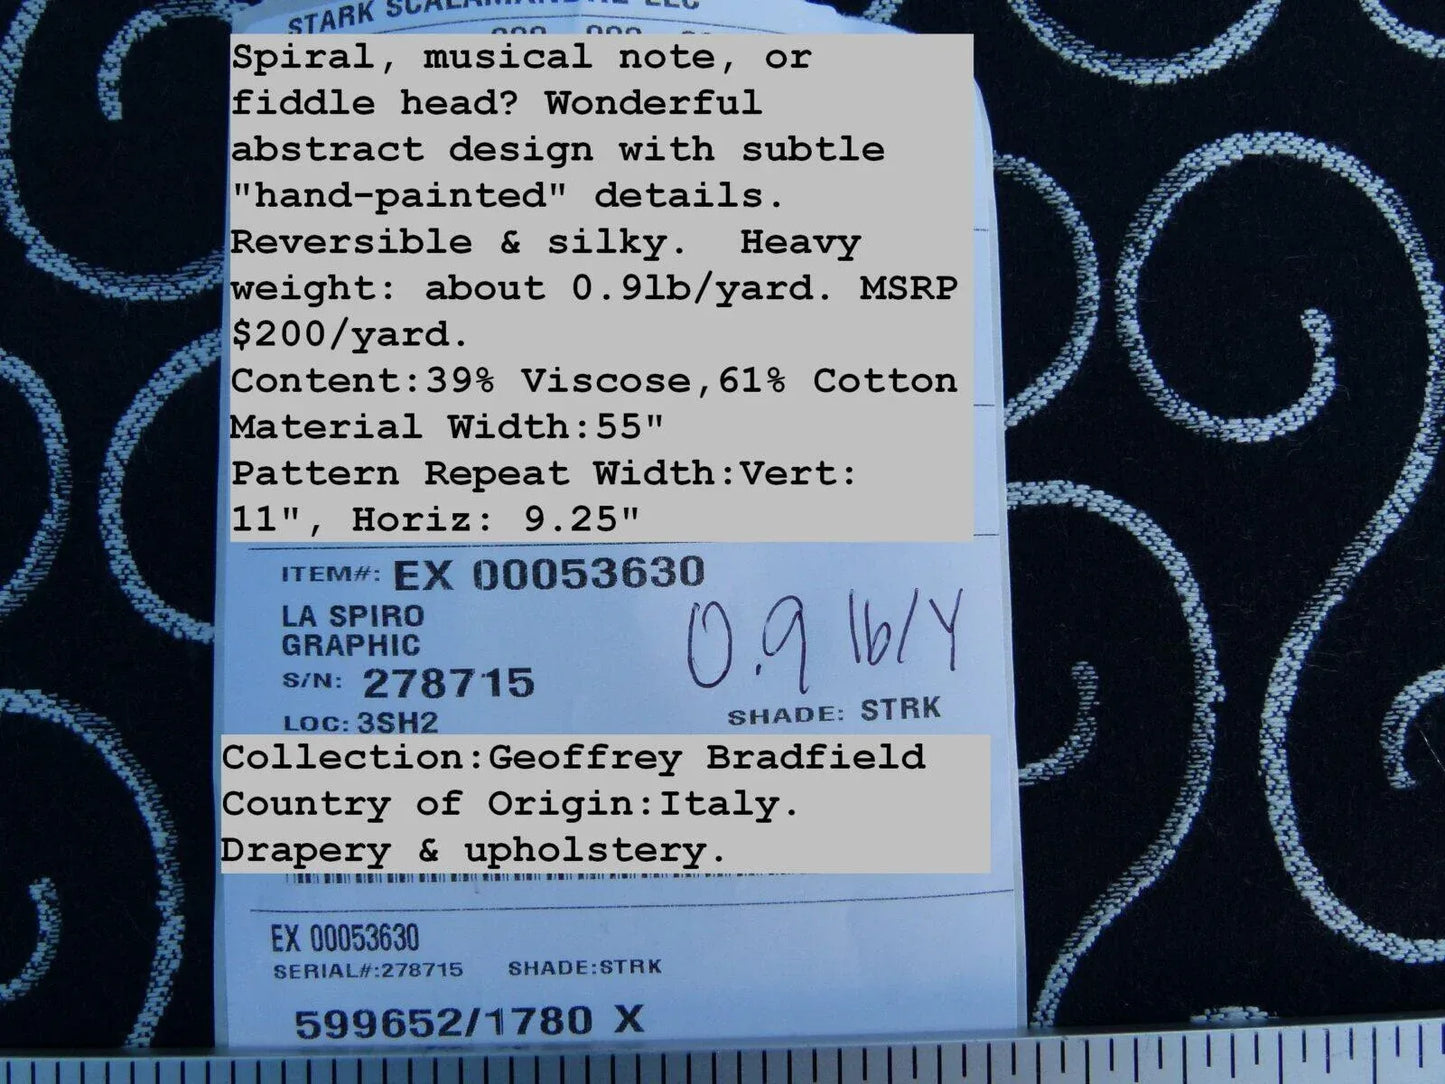 STARK SCALAMANDRE LLC
Spiral, musical note, or
fiddle head? Wonderful
abstract design with subtle
"hand-painted" details.
Reversible & silky.  Heavy
weight: about 0.9lb/yard. MSRP
$200/yard.
Content:39% Viscose,61% Cotton
Material Width:55"
Pattern Repeat Width:Vert:
11", Horiz: 9.25"
ITEM#: EX 00053630
LA SPIRO
GRAPHIC
0.9 lb/Y
S/N: 278715
LOC: 3SH2
SHADE: STRK
Collection:Geoffrey Bradfield
Country of Origin:Italy.
Drapery & upholstery.
EX 00053630
SERIAL#:278715 SHADE:STRK
599652/1780 X